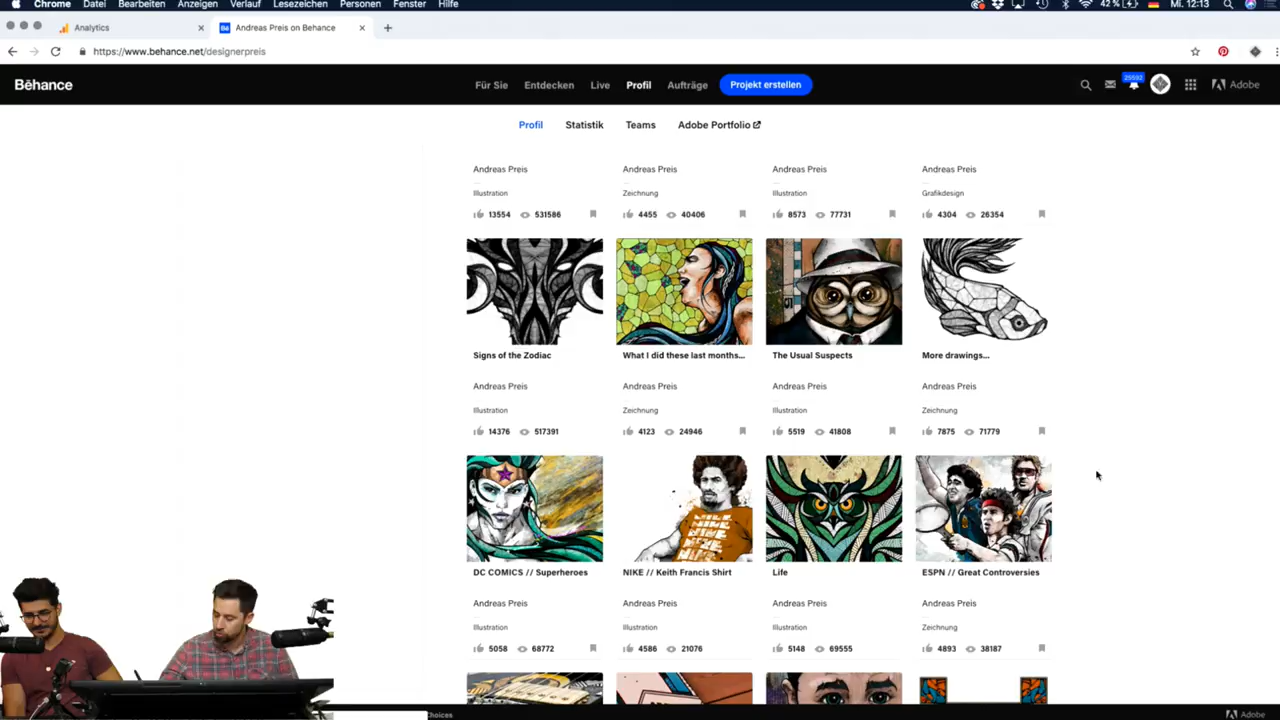 Chrome Datei Bearbeiten Anzeigen Verlauf Lesezeichen Personen Fenster Hilfe 42 % Mi. 12:13
Analytics Andreas Preis on Behance
https://www.behance.net/designerpreis
Bēhance Für Sie Entdecken Live Profil Aufträge Projekt erstellen 25592 Adobe
Profil Statistik Teams Adobe Portfolio
Andreas Preis Andreas Preis Andreas Preis Andreas Preis
Illustration Zeichnung Illustration Grafikdesign
13554 531586 4455 40406 8573 77731 4304 26354
Signs of the Zodiac What I did these last months... The Usual Suspects More drawings...
Andreas Preis Andreas Preis Andreas Preis Andreas Preis
Illustration Zeichnung Illustration Zeichnung
14376 517391 4123 24946 5519 41808 7875 71779
DC COMICS // Superheroes NIKE // Keith Francis Shirt Life ESPN // Great Controversies
Andreas Preis Andreas Preis Andreas Preis Andreas Preis
Illustration Illustration Illustration Zeichnung
5058 68772 4586 21076 5148 69555 4893 38187
Choices Adobe